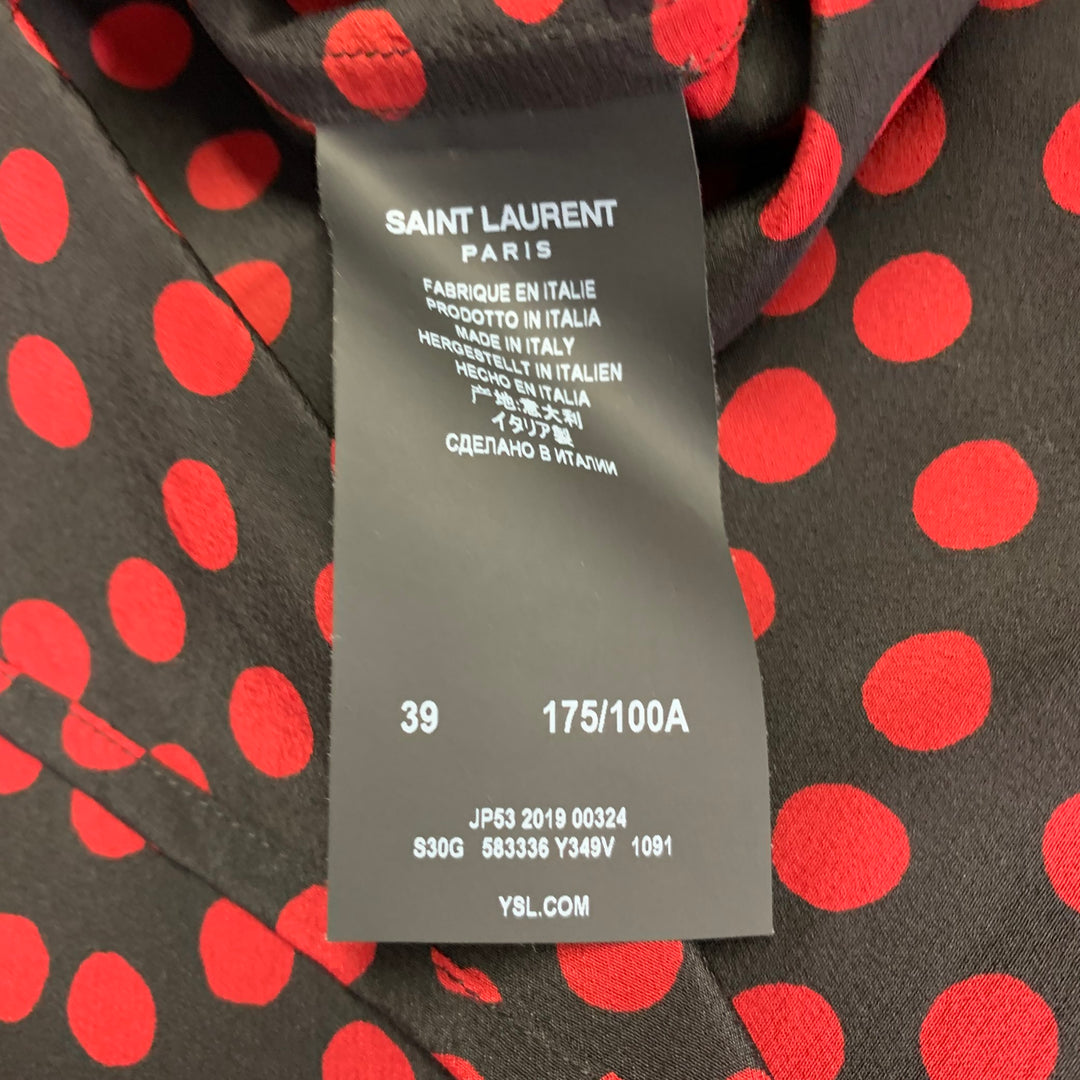 SAINT LAURENT
PARIS
FABRIQUE EN ITALIE
PRODOTTO IN ITALIA
MADE IN ITALY
HERGESTELLT IN ITALIEN
HECHO EN ITALIA
产地:意大利
イタリア製
СДЕЛАНО В ИТАЛИИ
39 175/100A
JP53 2019 00324
S30G 583336 Y349V 1091
YSL.COM